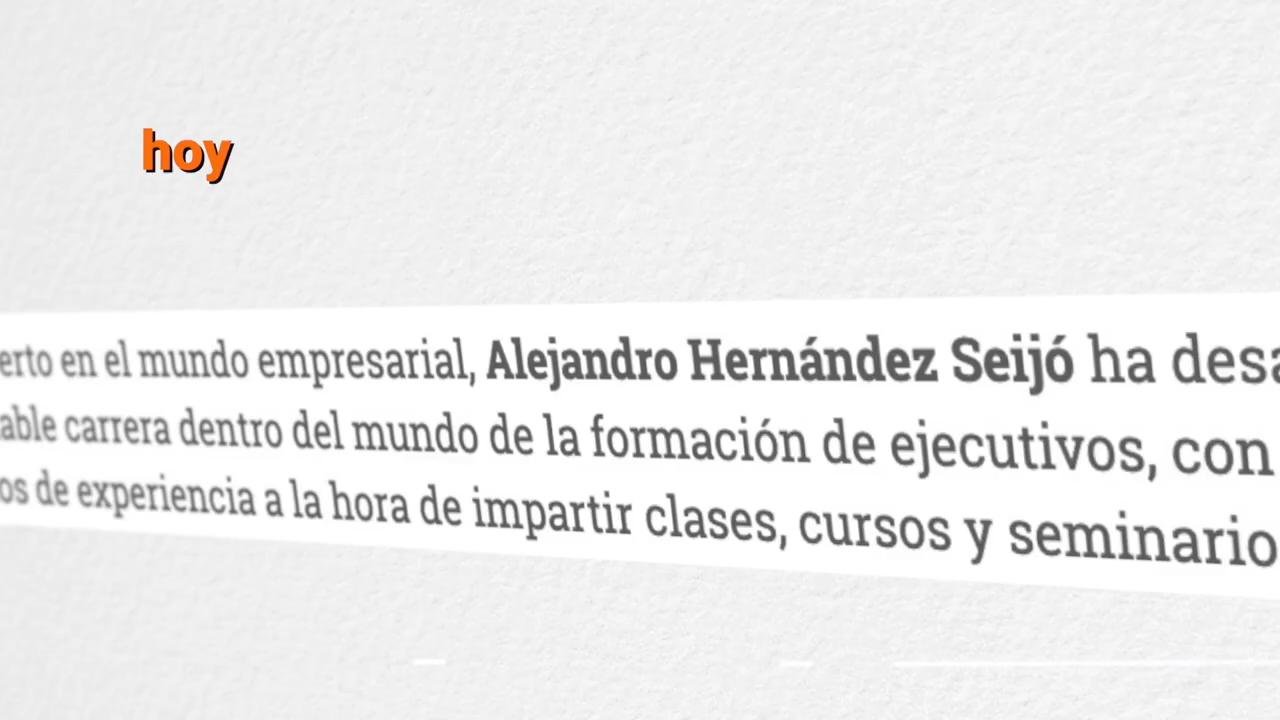 hoy
erto en el mundo empresarial, Alejandro Hernández Seijó ha desa
able carrera dentro del mundo de la formación de ejecutivos, con
os de experiencia a la hora de impartir clases, cursos y seminario